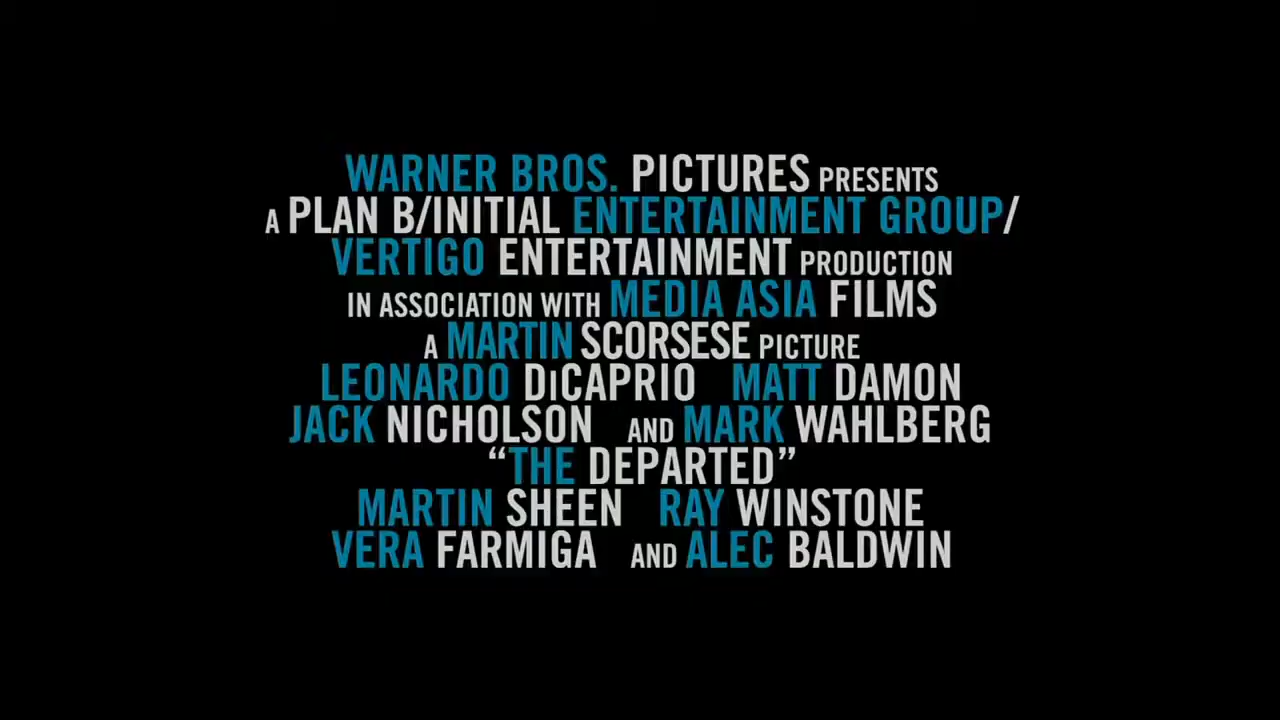 WARNER BROS. PICTURES PRESENTS
A PLAN B/INITIAL ENTERTAINMENT GROUP/
VERTIGO ENTERTAINMENT PRODUCTION
IN ASSOCIATION WITH MEDIA ASIA FILMS
A MARTIN SCORSESE PICTURE
LEONARDO DiCAPRIO MATT DAMON
JACK NICHOLSON AND MARK WAHLBERG
“THE DEPARTED”
MARTIN SHEEN RAY WINSTONE
VERA FARMIGA AND ALEC BALDWIN